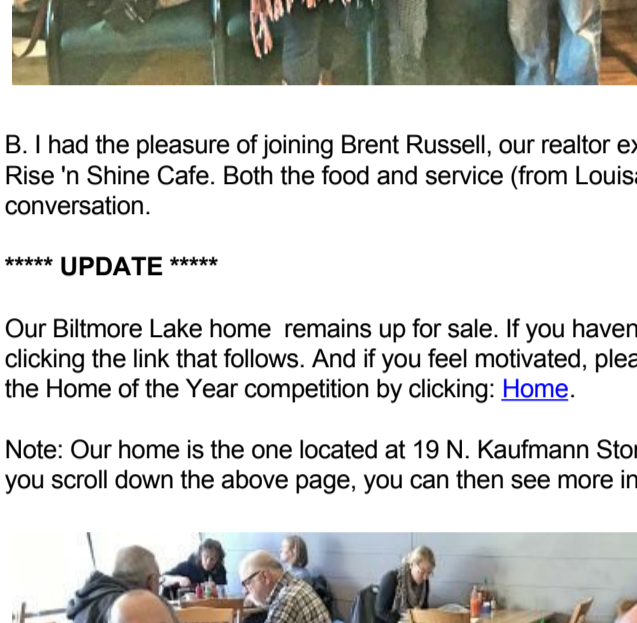 B. I had the pleasure of joining Brent Russell, our realtor
Rise 'n Shine Cafe. Both the food and service (from
conversation.
***** UPDATE *****
Our Biltmore Lake home remains up for sale. If you
clicking the link that follows. And if you feel motivated,
the Home of the Year competition by clicking: Home.
Note: Our home is the one located at 19 N. Kaufmann
you scroll down the above page, you can then see more